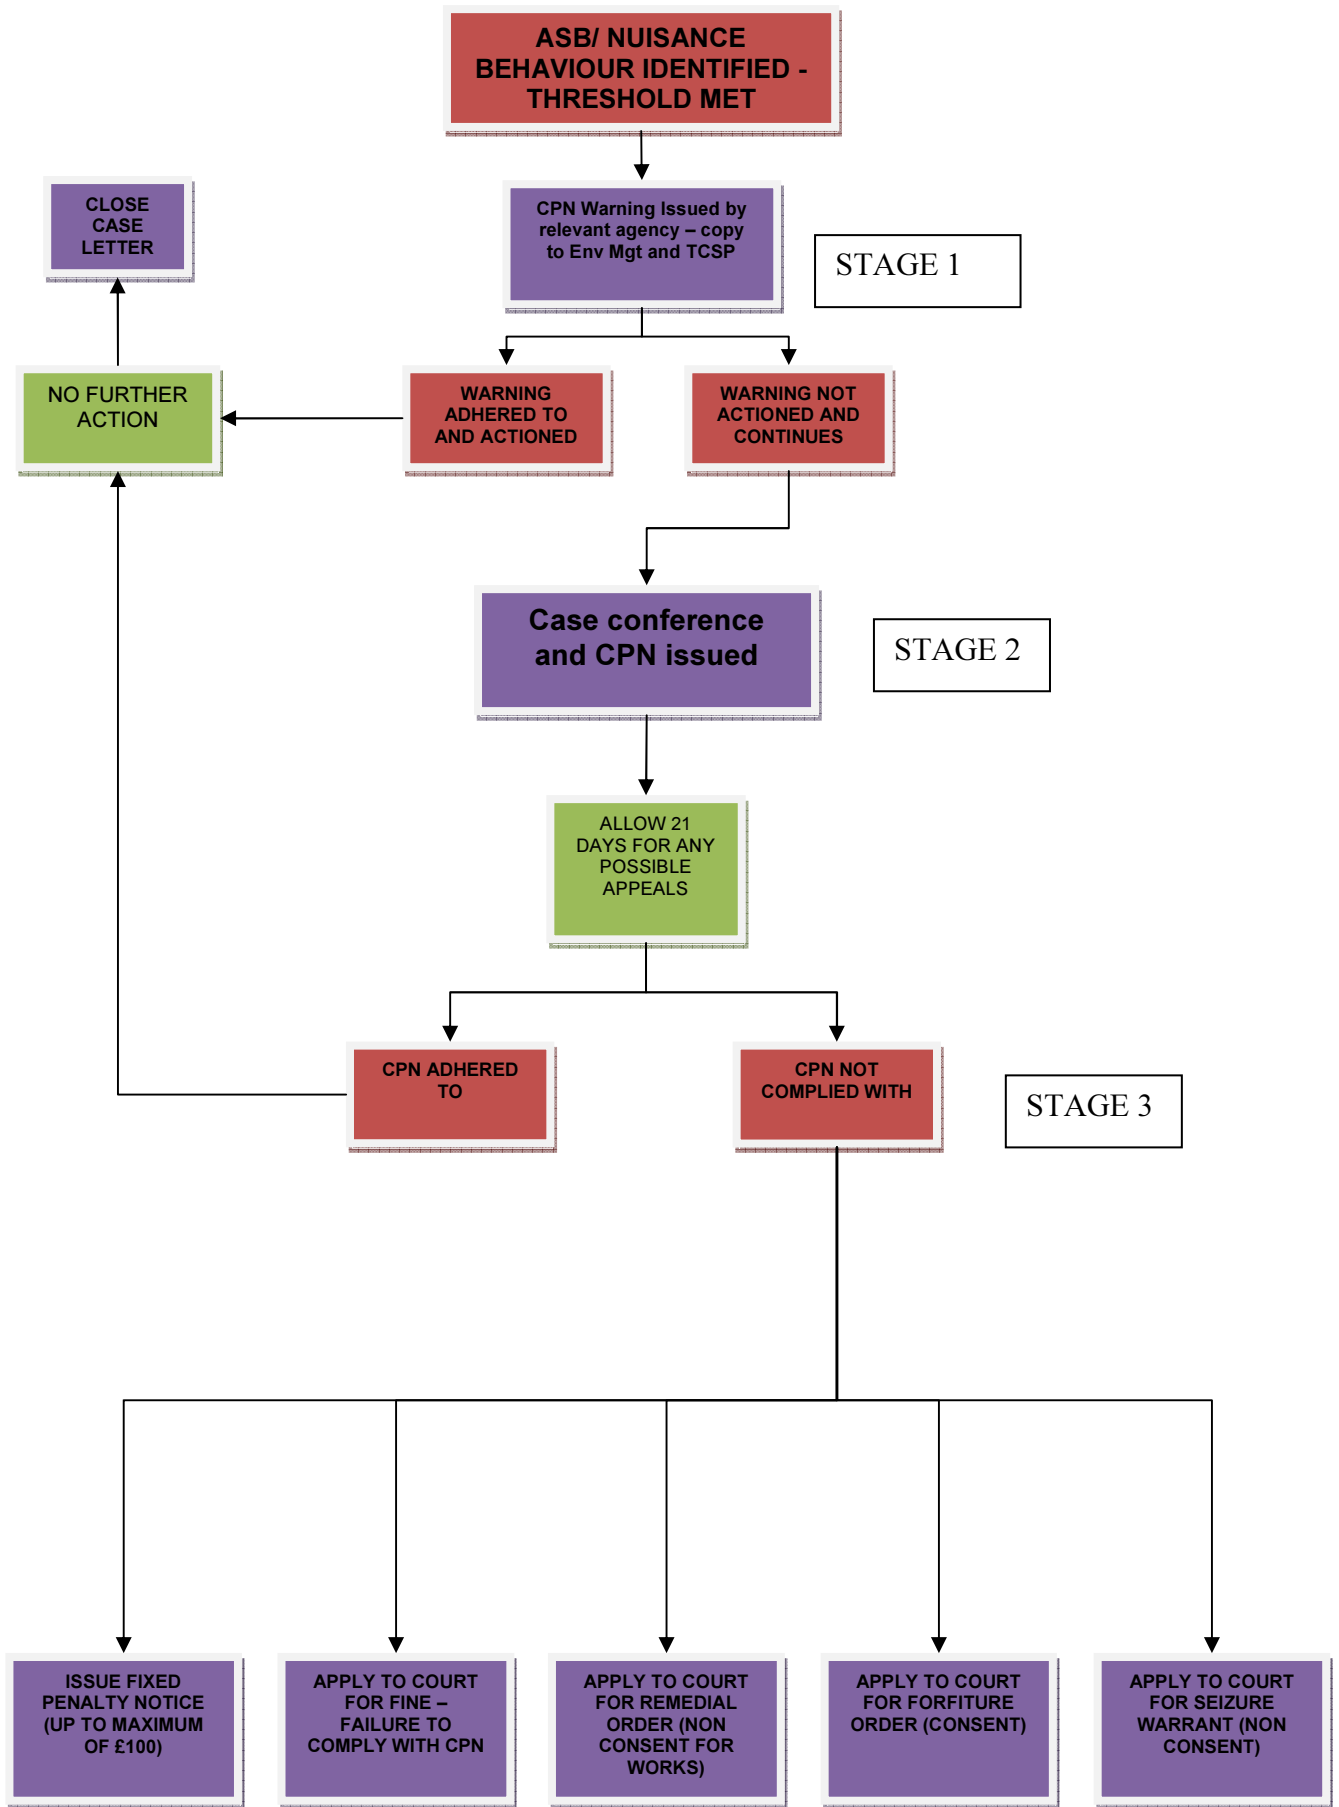 ASB/ NUISANCE
BEHAVIOUR IDENTIFIED -
THRESHOLD MET
CLOSE
CASE
LETTER
CPN Warning Issued by
relevant agency – copy
to Env Mgt and TCSP
STAGE 1
NO FURTHER
ACTION
WARNING
ADHERED TO
AND ACTIONED
WARNING NOT
ACTIONED AND
CONTINUES
Case conference
and CPN issued
STAGE 2
ALLOW 21
DAYS FOR ANY
POSSIBLE
APPEALS
CPN ADHERED
TO
CPN NOT
COMPLIED WITH
STAGE 3
ISSUE FIXED
PENALTY NOTICE
(UP TO MAXIMUM
OF £100)
APPLY TO COURT
FOR FINE –
FAILURE TO
COMPLY WITH CPN
APPLY TO COURT
FOR REMEDIAL
ORDER (NON
CONSENT FOR
WORKS)
APPLY TO COURT
FOR FORFITURE
ORDER (CONSENT)
APPLY TO COURT
FOR SEIZURE
WARRANT (NON
CONSENT)